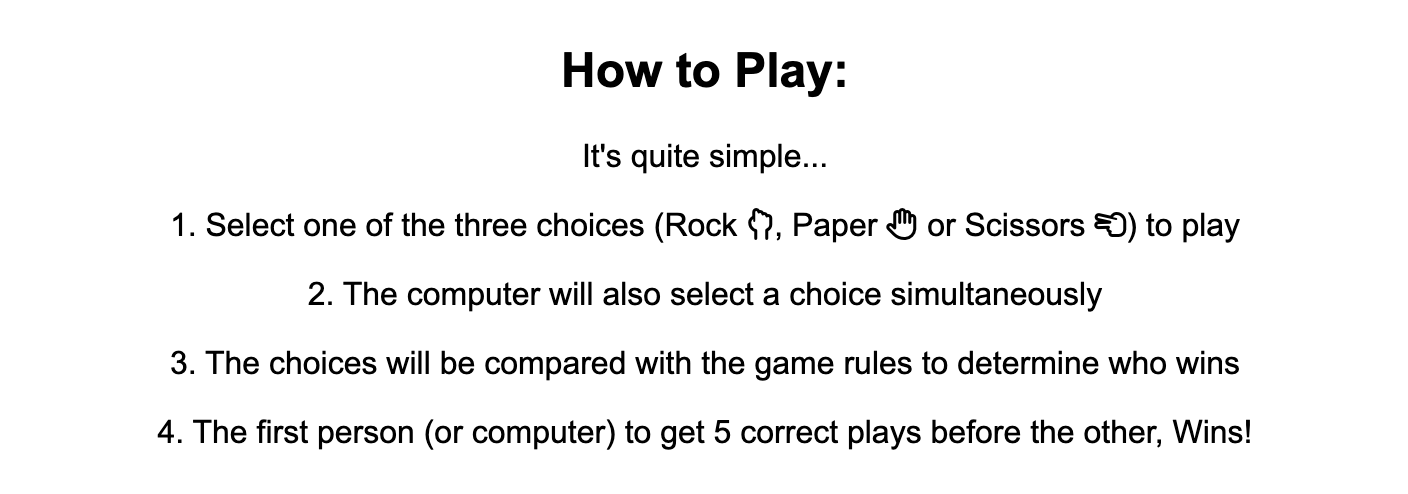 How to Play:
It's quite simple...
1. Select one of the three choices (Rock , Paper or Scissors ) to play
2. The computer will also select a choice simultaneously
3. The choices will be compared with the game rules to determine who wins
4. The first person (or computer) to get 5 correct plays before the other, Wins!